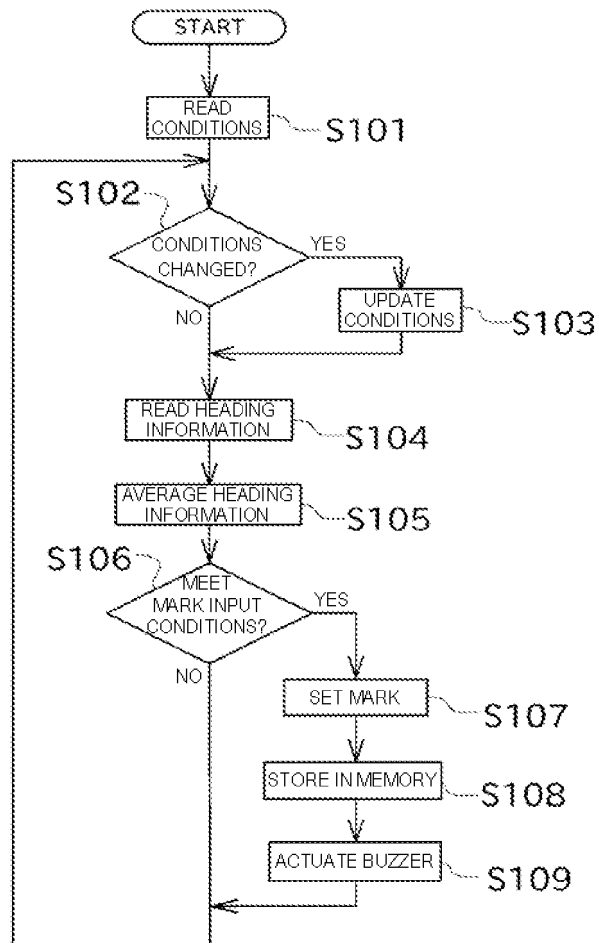 START
READ
CONDITIONS
S101
S102
CONDITIONS
CHANGED?
YES
NO
UPDATE
CONDITIONS
S103
READ HEADING
INFORMATION
S104
AVERAGE HEADING
INFORMATION
S105
S106
MEET
MARK INPUT
CONDITIONS?
YES
NO
SET MARK
S107
STORE IN MEMORY
S108
ACTUATE BUZZER
S109